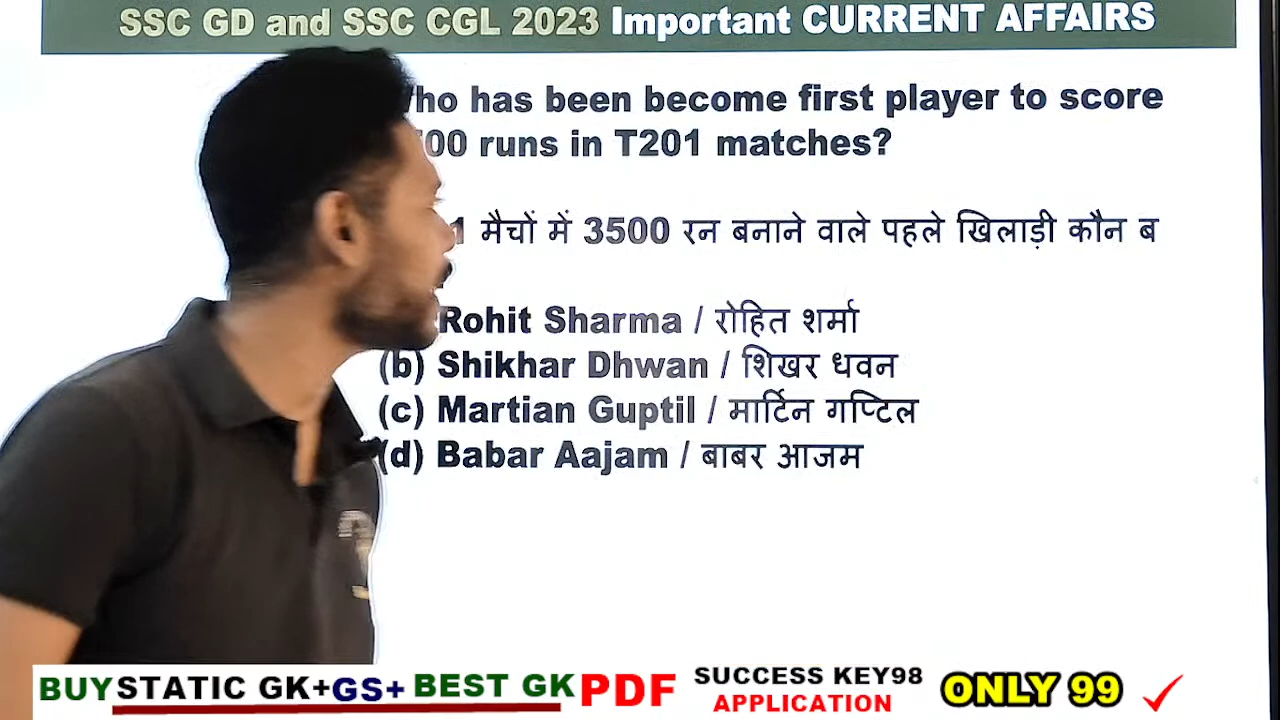 SSC GD and SSC CGL 2023 Important CURRENT AFFAIRS
has been become first player to score
runs in T201 matches?
मैचों में 3500 रन बनाने वाले पहले खिलाड़ी कौन ब
Rohit Sharma / रोहित शर्मा
(b) Shikhar Dhwan / शिखर धवन
(c) Martian Guptil / मार्टिन गप्टिल
(d) Babar Aajam / बाबर आजम
BUY STATIC GK+GS+ BEST GK PDF SUCCESS KEY98 APPLICATION ONLY 99